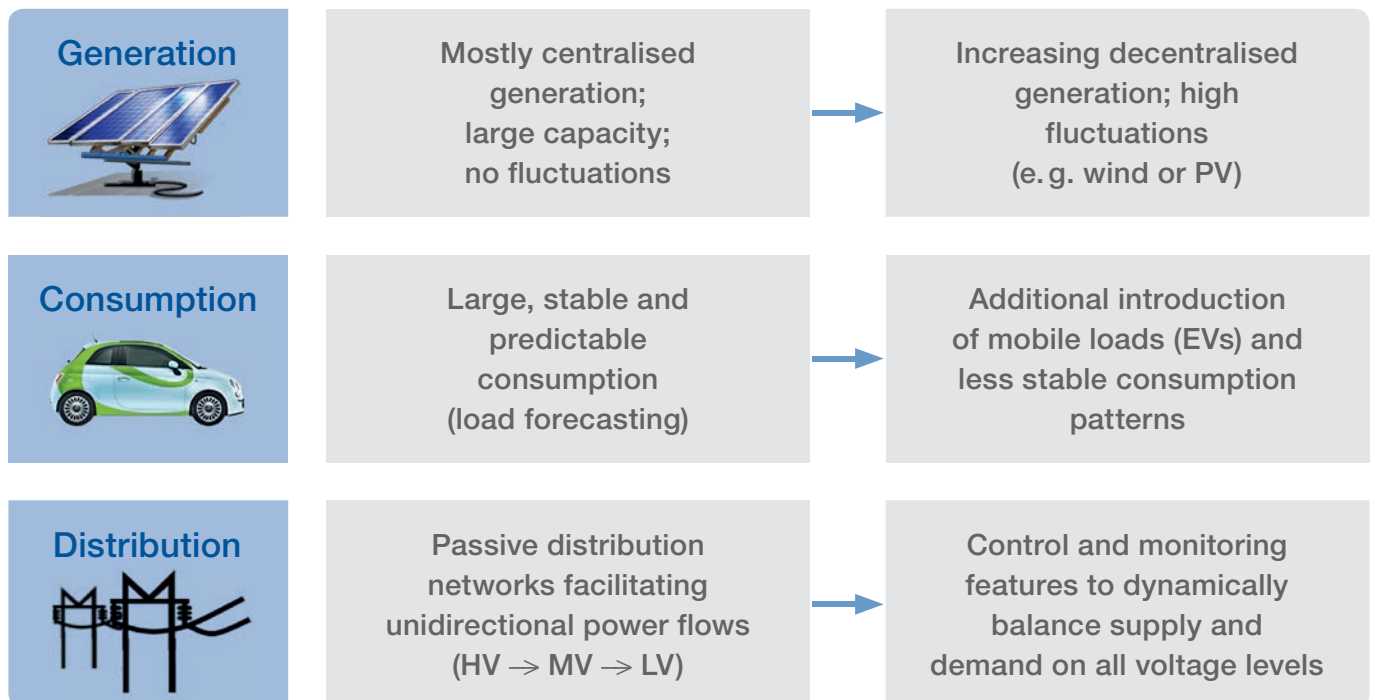 Generation
Mostly centralised
generation;
large capacity;
no fluctuations
Increasing decentralised
generation; high
fluctuations
(e. g. wind or PV)
Consumption
Large, stable and
predictable
consumption
(load forecasting)
Additional introduction
of mobile loads (EVs) and
less stable consumption
patterns
Distribution
Passive distribution
networks facilitating
unidirectional power flows
(HV → MV → LV)
Control and monitoring
features to dynamically
balance supply and
demand on all voltage levels